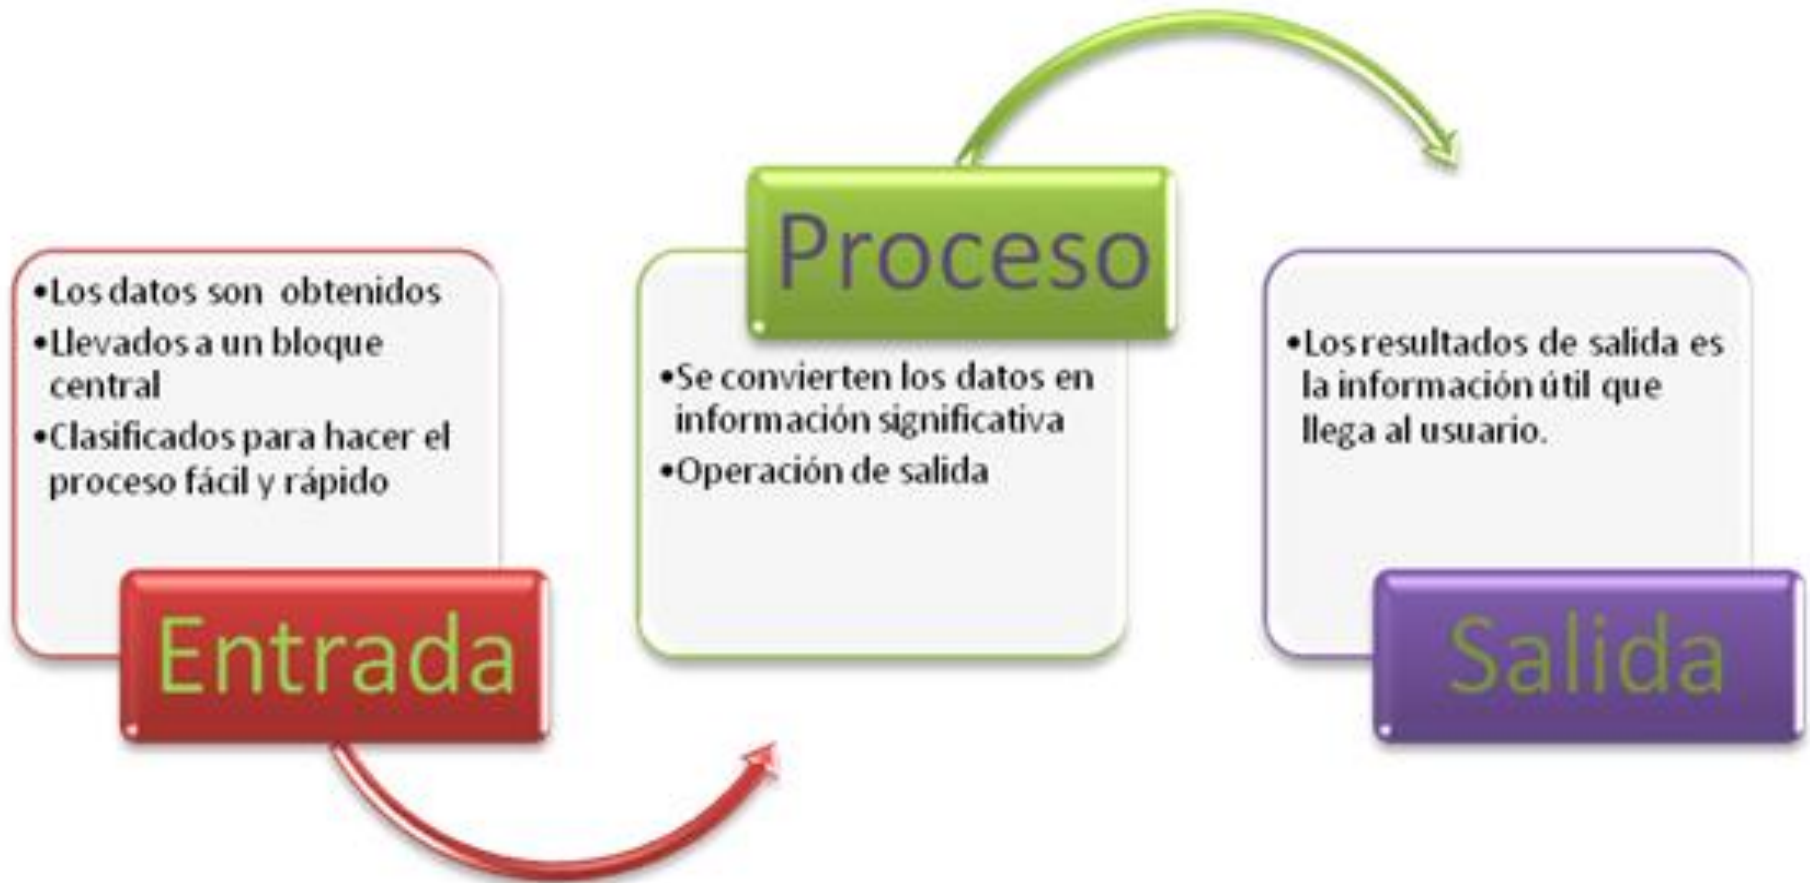 •Los datos son obtenidos
•Llevados a un bloque
central
•Clasificados para hacer el
proceso fácil y rápido
Entrada
Proceso
•Se convierten los datos en
información significativa
•Operación de salida
•Los resultados de salida es
la información útil que
llega al usuario.
Salida